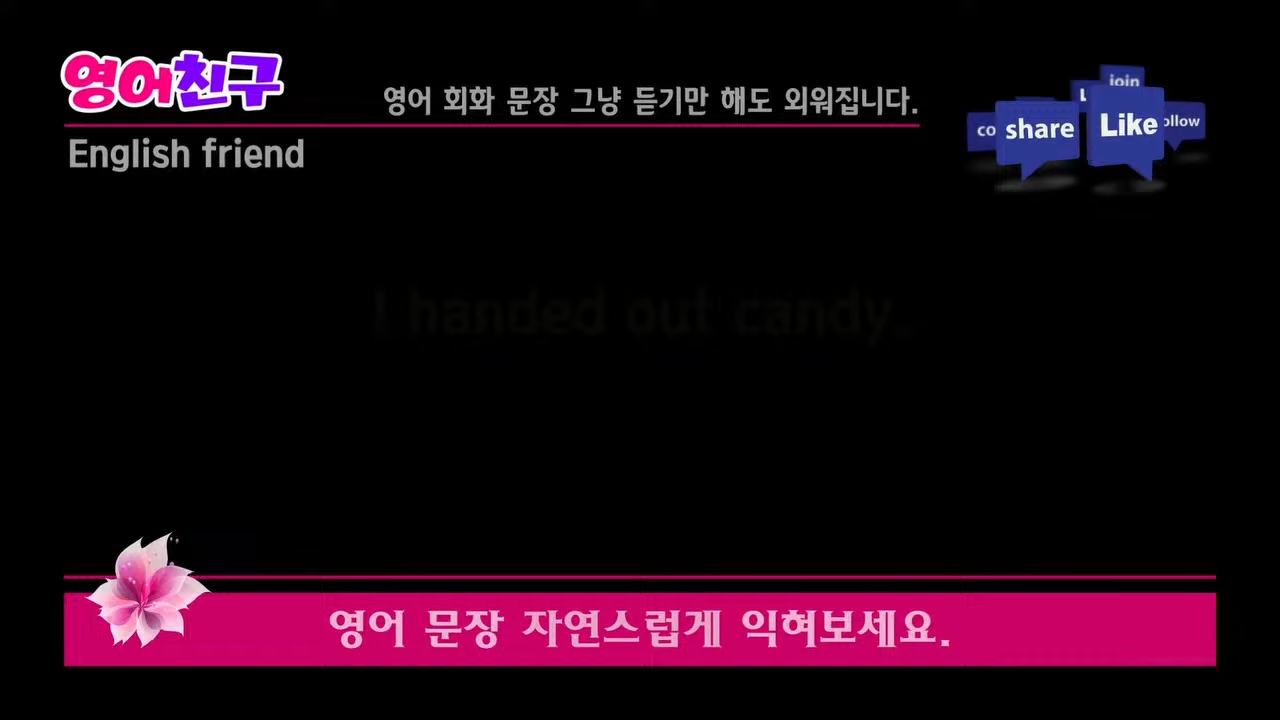 영어친구
영어 회화 문장 그냥 듣기만 해도 외워집니다.
English friend
join
share
Like
I handed out candy.
영어 문장 자연스럽게 익혀보세요.